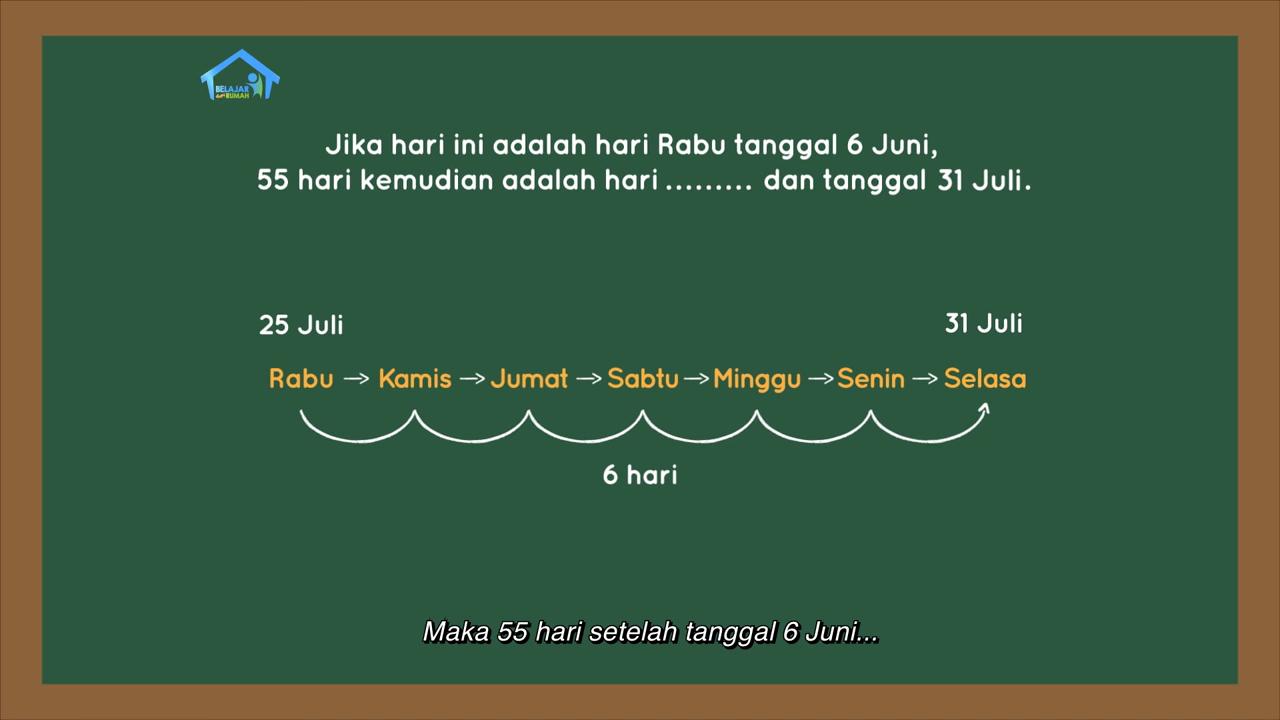 BELAJAR
dari RUMAH
Jika hari ini adalah hari Rabu tanggal 6 Juni,
55 hari kemudian adalah hari ......... dan tanggal 31 Juli.
25 Juli 31 Juli
Rabu → Kamis → Jumat → Sabtu → Minggu → Senin → Selasa
6 hari
Maka 55 hari setelah tanggal 6 Juni...